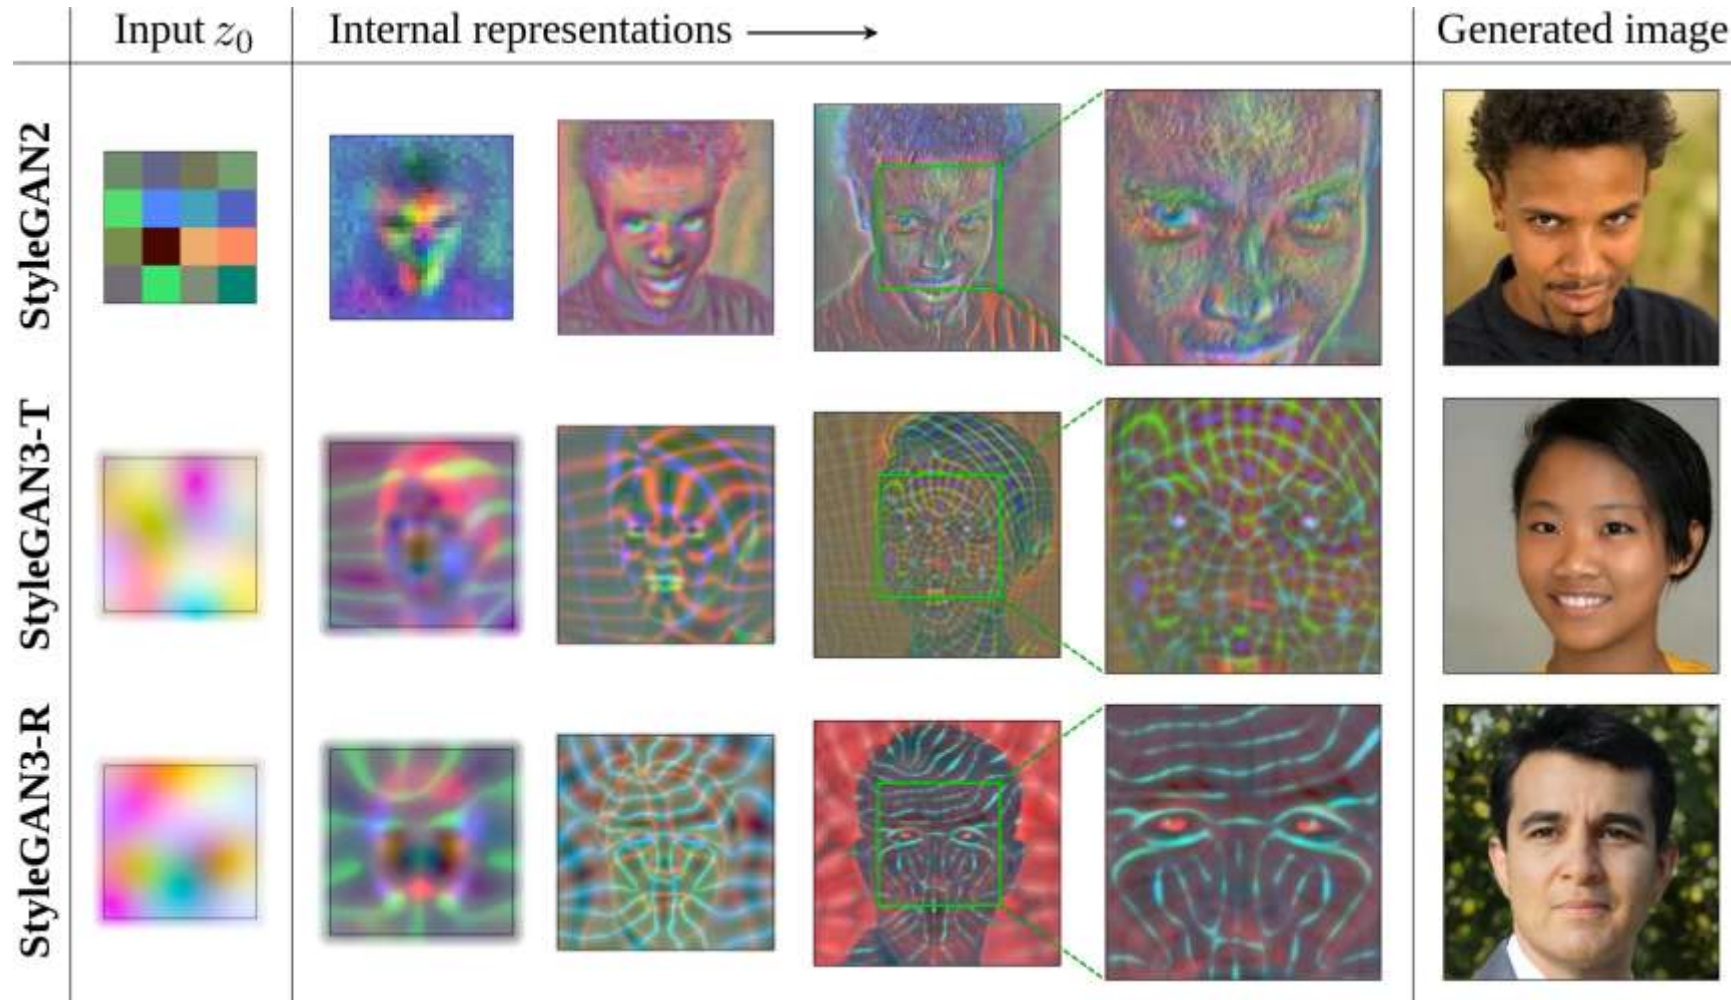 Input z₀ Internal representations ⟶ Generated image
StyleGAN2
StyleGAN3-T
StyleGAN3-R